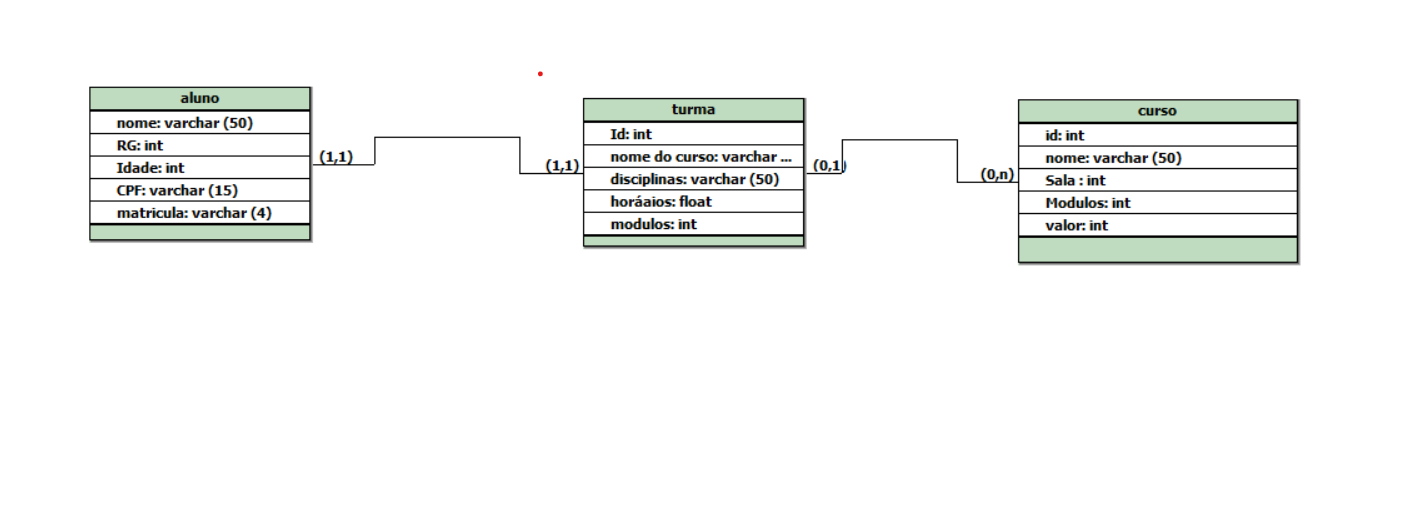 aluno
nome: varchar (50)
RG: int
Idade: int
CPF: varchar (15)
matricula: varchar (4)
(1,1)
(1,1)
turma
Id: int
nome do curso: varchar ...
disciplinas: varchar (50)
horáaios: float
modulos: int
(0,1)
(0,n)
curso
id: int
nome: varchar (50)
Sala : int
Modulos: int
valor: int